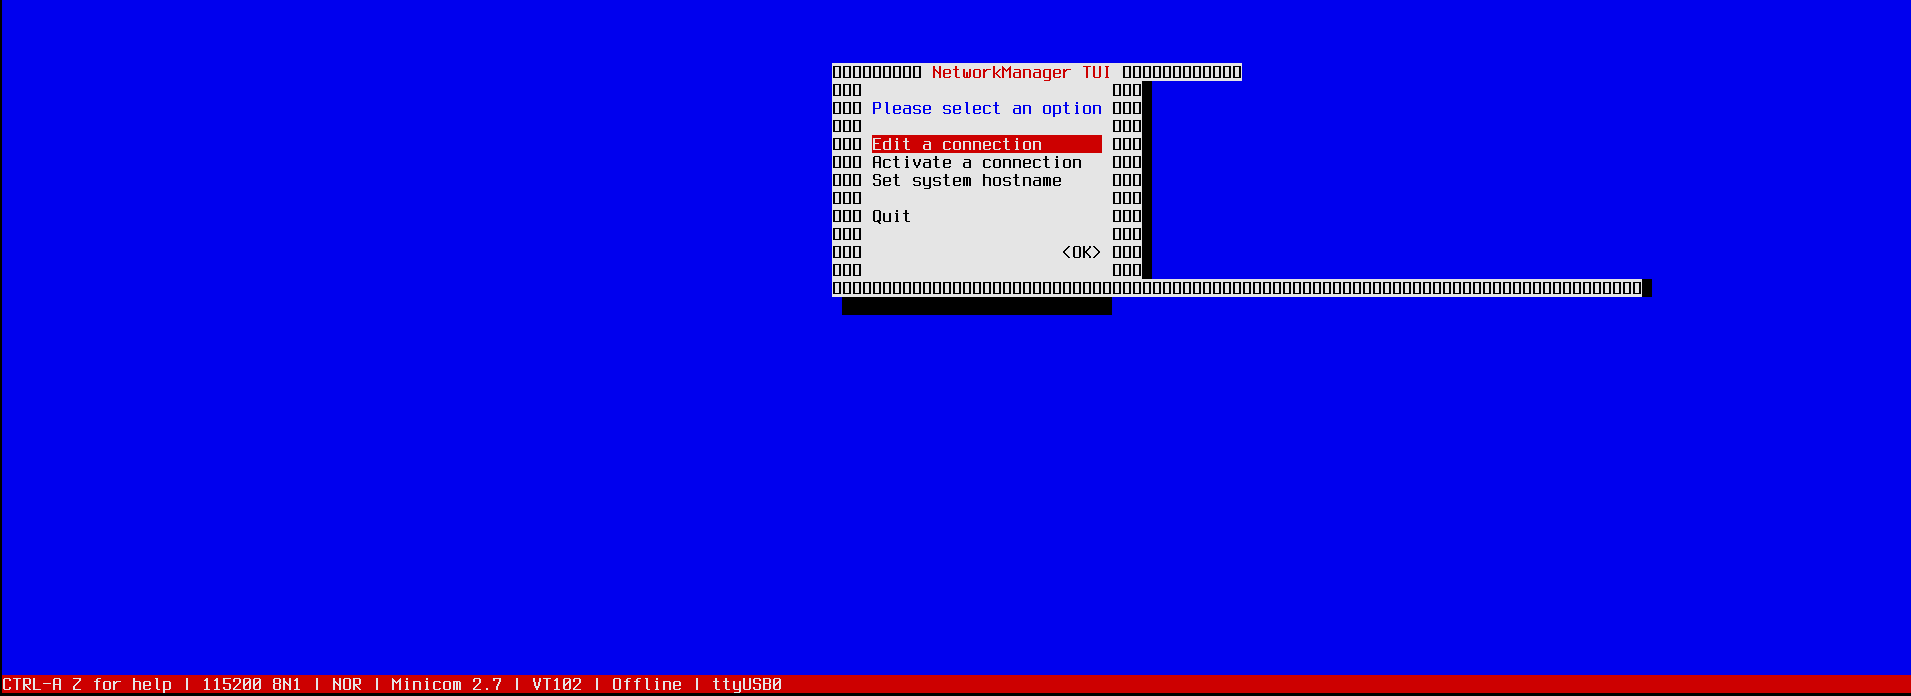 NetworkManager TUI
Please select an option
Edit a connection
Activate a connection
Set system hostname
Quit
<OK>
CTRL-A Z for help | 115200 8N1 | NOR | Minicom 2.7 | VT102 | Offline | ttyUSB0